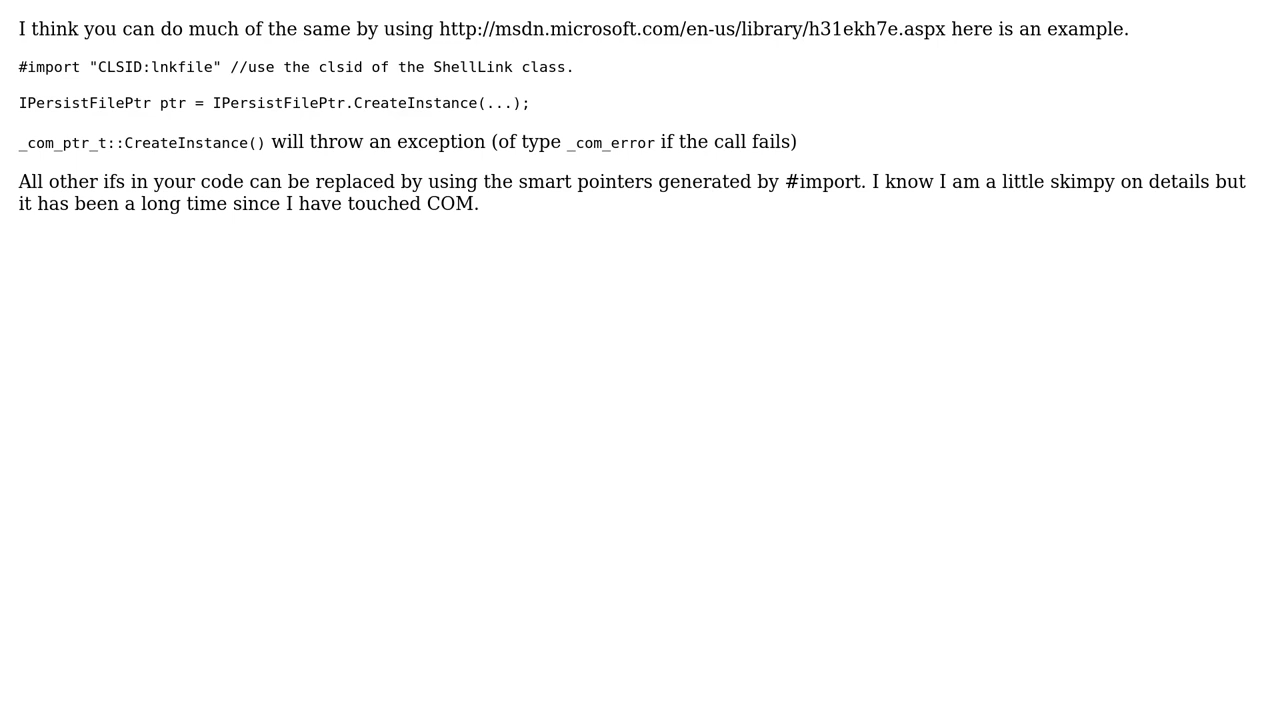 I think you can do much of the same by using http://msdn.microsoft.com/en-us/library/h31ekh7e.aspx here is an example.
#import "CLSID:lnkfile" //use the clsid of the ShellLink class.
IPersistFilePtr ptr = IPersistFilePtr.CreateInstance(...);
_com_ptr_t::CreateInstance() will throw an exception (of type _com_error if the call fails)
All other ifs in your code can be replaced by using the smart pointers generated by #import. I know I am a little skimpy on details but
it has been a long time since I have touched COM.